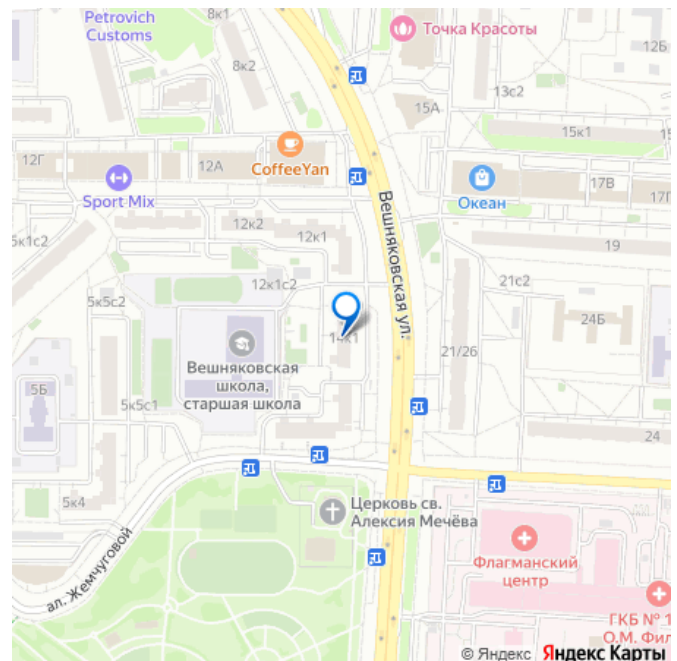 Petrovich
Customs
8к1
8к2
Точка Красоты
12Б
13с2
15А
15к1
15
12Г
12А
CoffeeYan
Sport Mix
Океан
17В
17Г
12к2
12к1
Вешняковская ул.
19
5к1с2
5к5с2
12к1с2
21с2
14к1
24Б
21/26
Вешняковская
школа,
старшая школа
5Б
5к5с1
24
5к4
Церковь св.
Алексия Мечёва
ал. Жемчуговой
Флагманский
центр
ГКБ № 1
О.М. Фил
© Яндекс Яндекс Карты